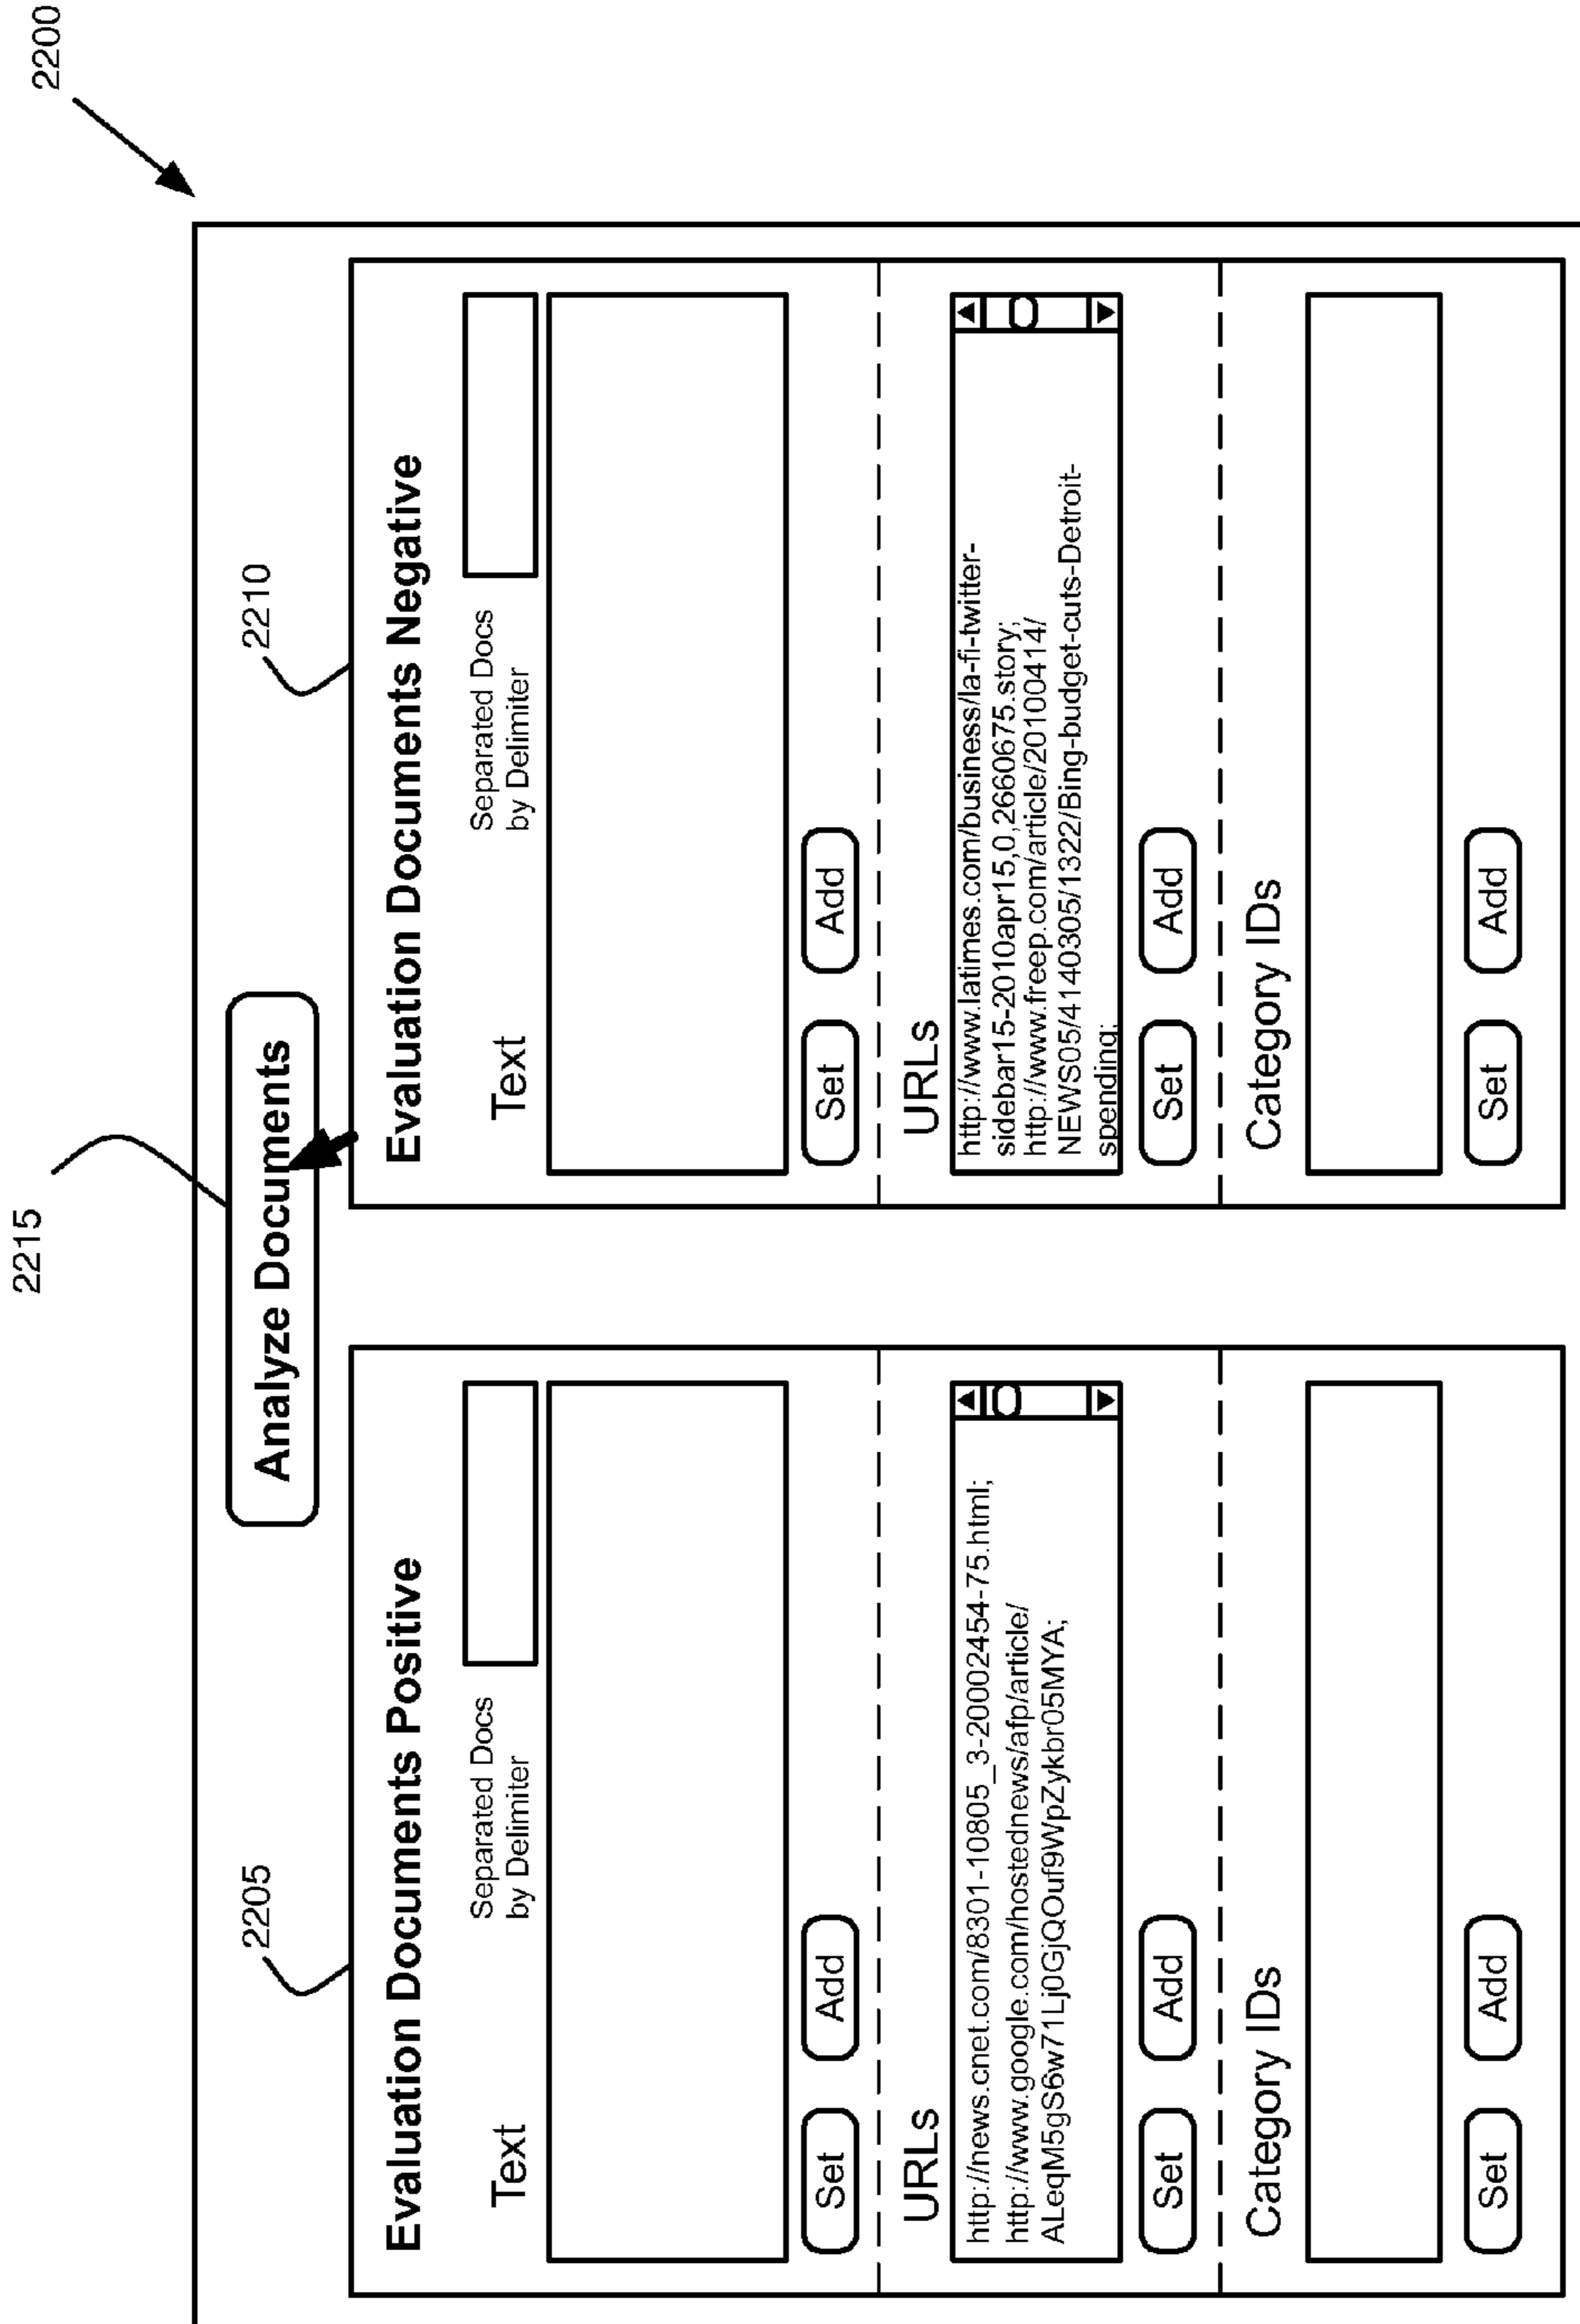 2200
2215
Analyze Documents
2205
Evaluation Documents Positive
Text
Separated Docs
by Delimiter
Set
Add
URLs
http://news.cnet.com/8301-10805_3-20002454-75.html;
http://www.google.com/hostednews/afp/article/
ALeqM5gS6w71Lj0GjQOuf9WpZykbr05MYA;
Set
Add
Category IDs
Set
Add
2210
Evaluation Documents Negative
Text
Separated Docs
by Delimiter
Set
Add
URLs
http://www.latimes.com/business/la-fi-twitter-
sidebar15-2010apr15,0,2660675.story;
http://www.freep.com/article/20100414/
NEWS05/4140305/1322/Bing-budget-cuts-Detroit-
spending;
Set
Add
Category IDs
Set
Add